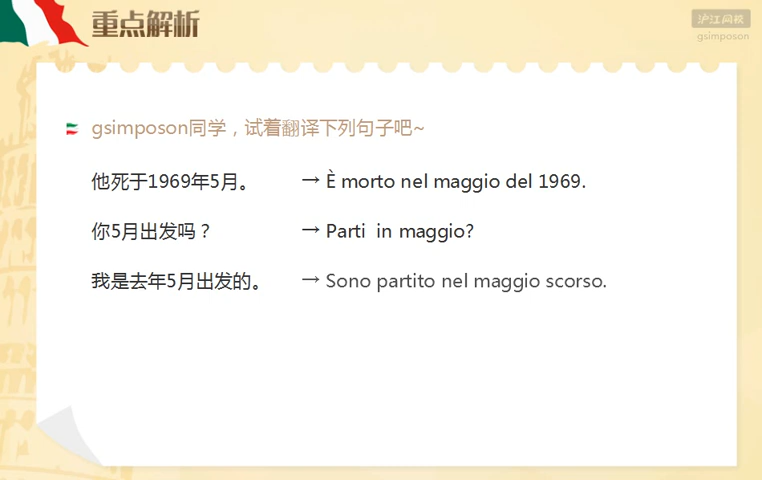 重点解析
沪江网校
gsimposon
gsimposon同学，试着翻译下列句子吧~
他死于1969年5月。 → È morto nel maggio del 1969.
你5月出发吗？ → Parti in maggio?
我是去年5月出发的。 → Sono partito nel maggio scorso.